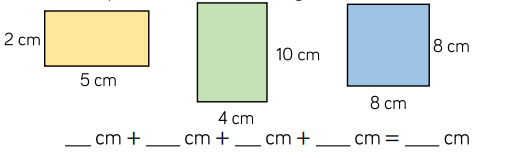 2 cm
5 cm
10 cm
4 cm
8 cm
8 cm
___ cm + ___ cm + ___ cm + ___ cm = ___ cm